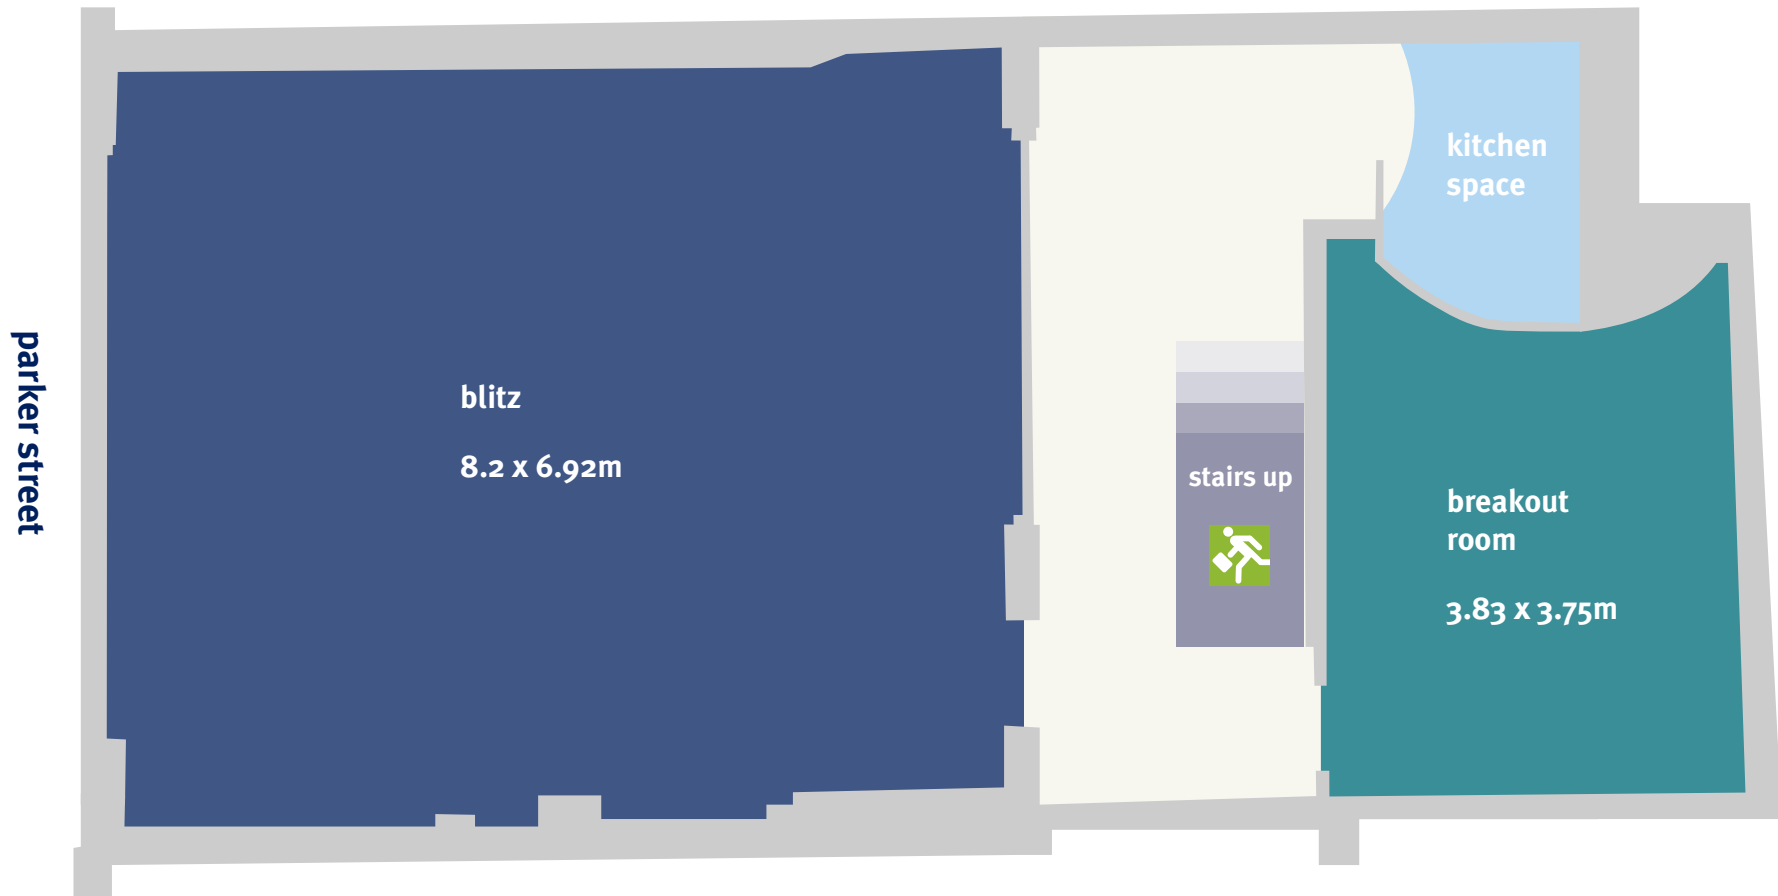 parker street
blitz
8.2 x 6.92m
kitchen
space
stairs up
breakout
room
3.83 x 3.75m